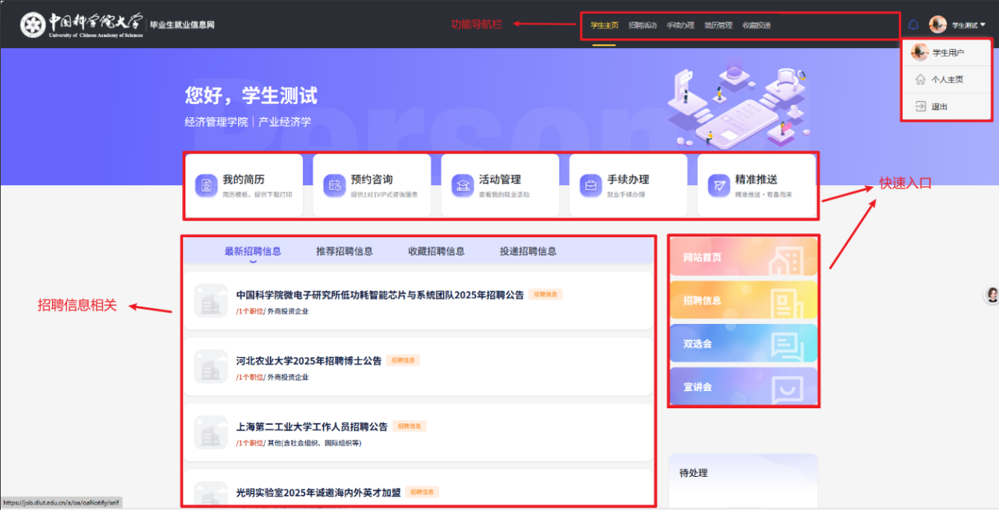 中国科学院大学 毕业生就业信息网
University of Chinese Academy of Sciences
功能导航栏
学生主页 招聘活动 手续办理 简历管理 收藏投递
学生测试
学生用户
个人主页
退出
您好，学生测试
经济管理学院｜产业经济学
Person
我的简历
简历模板，提供下载打印
预约咨询
提供1对1VIP式咨询服务
活动管理
查看我的就业活动
手续办理
就业手续办理
精准推送
精准推送·有备而来
快速入口
最新招聘信息 推荐招聘信息 收藏招聘信息 投递招聘信息
招聘信息相关
中国科学院微电子研究所低功耗智能芯片与系统团队2025年招聘公告 招聘信息
/1个职位/ 外商投资企业
河北农业大学2025年招聘博士公告 招聘信息
/1个职位/ 外商投资企业
上海第二工业大学工作人员招聘公告 招聘信息
/1个职位/ 其他(含社会组织、国际组织等)
光明实验室2025年诚邀海内外英才加盟 招聘信息
网站首页
招聘信息
双选会
宣讲会
待处理
https://job.dlut.edu.cn/a/oa/oaNotify/self